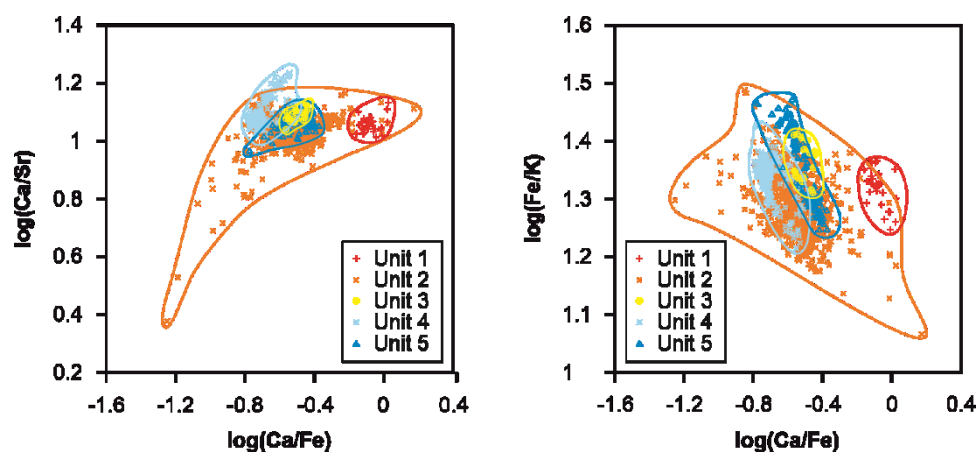 1.4
1.2
1
0.8
0.6
0.4
0.2
log(Ca/Sr)
-1.6
-1.2
-0.8
-0.4
0
0.4
log(Ca/Fe)
Unit 1
Unit 2
Unit 3
Unit 4
Unit 5
1.6
1.5
1.4
1.3
1.2
1.1
1
log(Fe/K)
-1.6
-1.2
-0.8
-0.4
0
0.4
log(Ca/Fe)
Unit 1
Unit 2
Unit 3
Unit 4
Unit 5